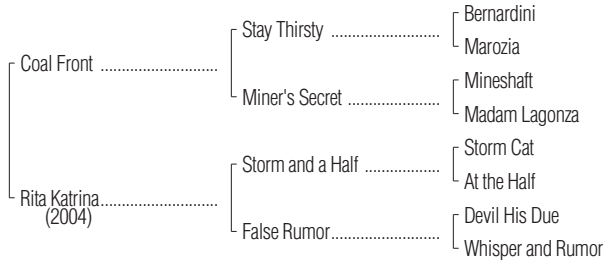 Bernardini
Stay Thirsty ........................
Marozia
Coal Front ..........................
Mineshaft
Miner's Secret ....................
Madam Lagonza
Storm Cat
Storm and a Half ................
At the Half
Rita Katrina..........................
(2004)
Devil His Due
False Rumor........................
Whisper and Rumor